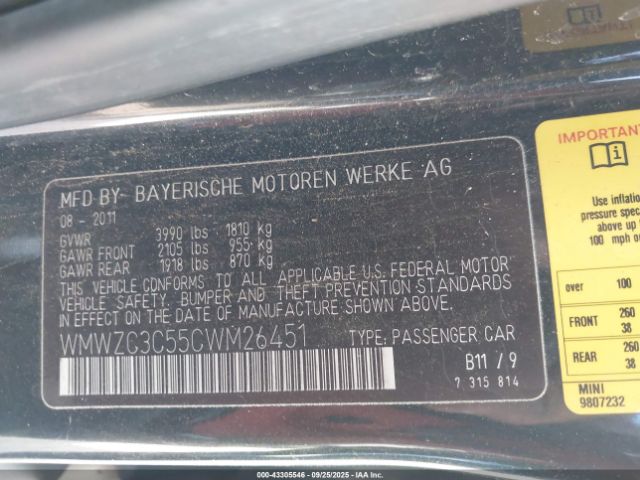 MFD BY- BAYERISCHE MOTOREN WERKE AG
08 - 2011
GVWR 3990 lbs 1810 kg
GAWR FRONT 2105 lbs 955 kg
GAWR REAR 1918 lbs 870 kg
THIS VEHICLE CONFORMS TO ALL APPLICABLE U.S. FEDERAL MOTOR
VEHICLE SAFETY, BUMPER AND THEFT PREVENTION STANDARDS
IN EFFECT ON THE DATE OF MANUFACTURE SHOWN ABOVE.
WMWZC3C55CWM26451 TYPE: PASSENGER CAR
B11 / 9
7 315 814
IMPORTANT
Use inflation
pressure spec
above up
100 mph o
over 100
FRONT 260
38
REAR 260
38
MINI
9807232
000-43305546 - 09/25/2025 - IAAI.COM